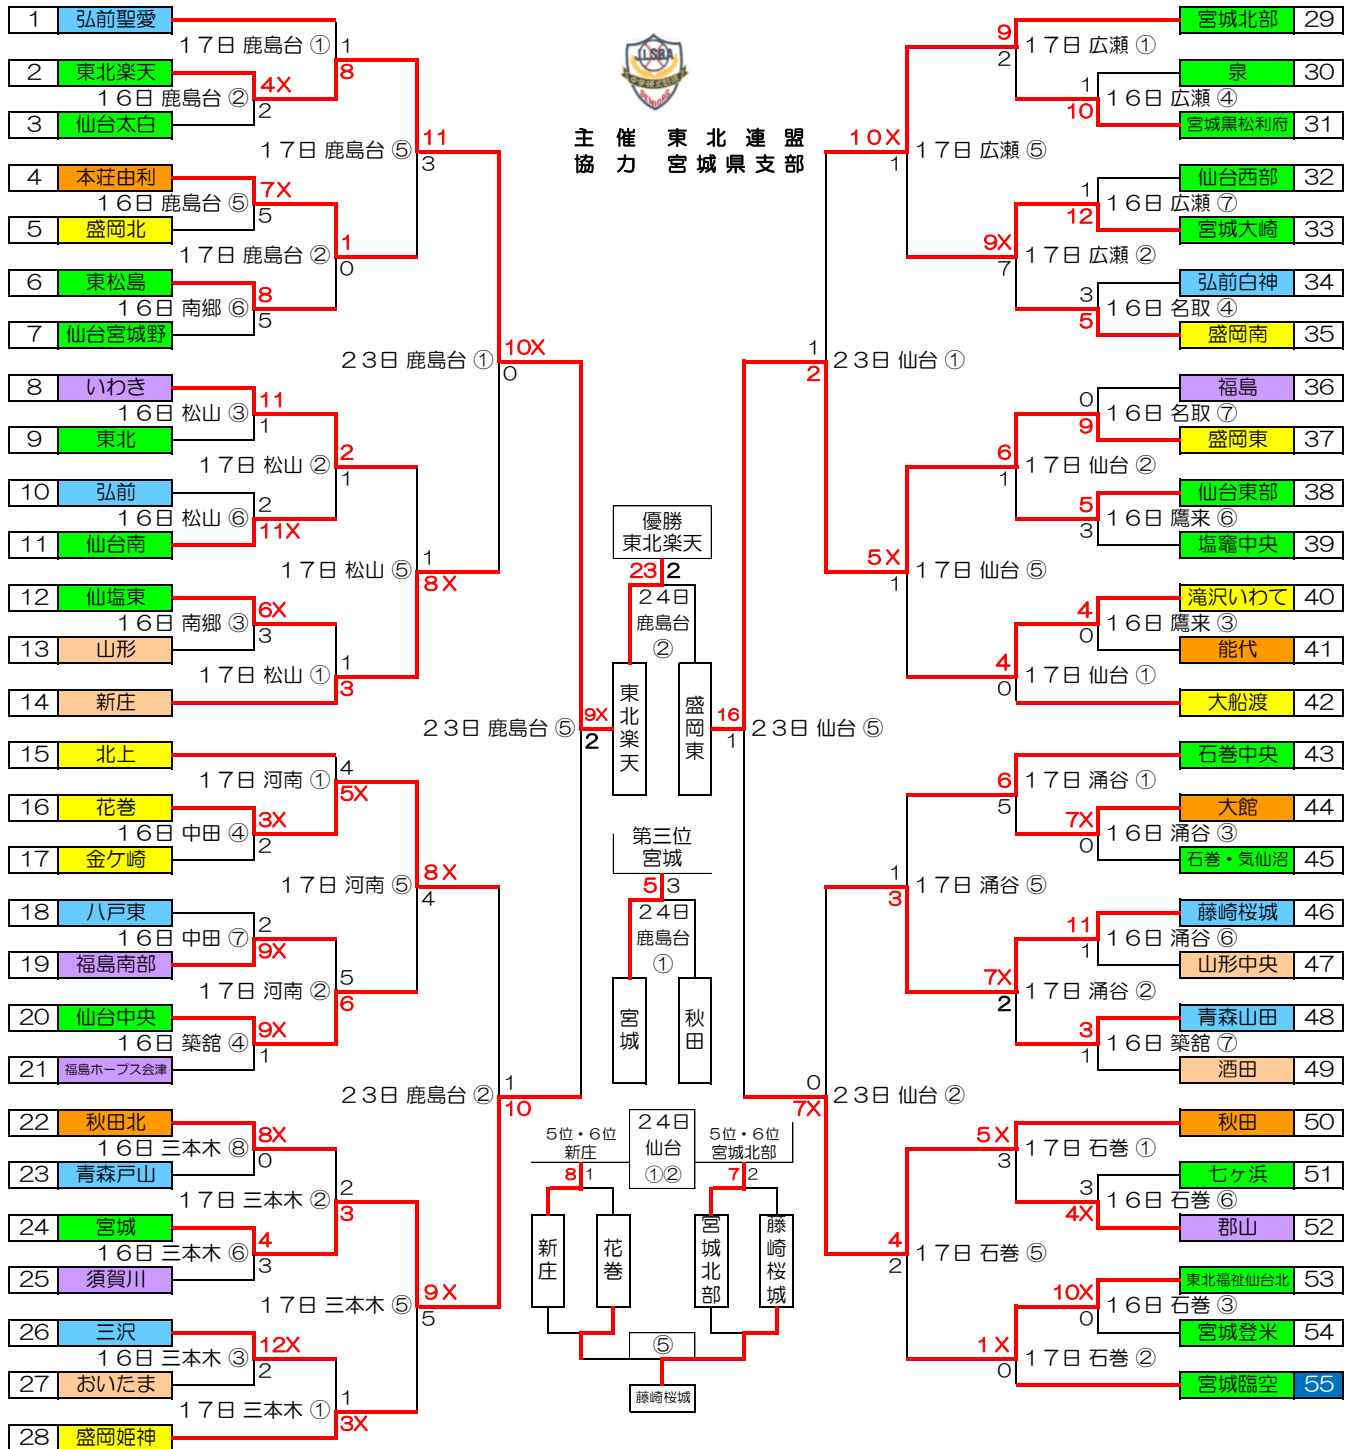 JLSBA
主 催 東 北 連 盟
協 力 宮 城 県 支 部
1 弘前聖愛
17日 鹿島台 ① 1
8
2 東北楽天
16日 鹿島台 ② 4X
2
3 仙台太白
17日 鹿島台 ⑤ 11
3
4 本荘由利
16日 鹿島台 ⑤ 7X
5
5 盛岡北
17日 鹿島台 ② 1
0
6 東松島
16日 南郷 ⑥ 8
5
7 仙台宮城野
23日 鹿島台 ① 10X
0
8 いわき
16日 松山 ③ 11
1
9 東北
17日 松山 ② 2
1
10 弘前
16日 松山 ⑥ 2
11X
11 仙台南
17日 松山 ⑤ 1
8X
12 仙塩東
16日 南郷 ③ 6X
3
13 山形
17日 松山 ① 1
3
14 新庄
23日 鹿島台 ⑤ 9X
2
15 北上
17日 河南 ① 4
5X
16 花巻
16日 中田 ④ 3X
2
17 金ケ崎
17日 河南 ⑤ 8X
4
18 八戸東
16日 中田 ⑦ 2
9X
19 福島南部
17日 河南 ② 5
6
20 仙台中央
16日 築舘 ④ 9X
1
21 福島ホープス会津
23日 鹿島台 ② 1
10
22 秋田北
16日 三本木 ⑧ 8X
0
23 青森戸山
17日 三本木 ② 2
3
24 宮城
16日 三本木 ⑥ 4
3
25 須賀川
17日 三本木 ⑤ 9X
5
26 三沢
16日 三本木 ③ 12X
2
27 おいたま
17日 三本木 ① 1
3X
28 盛岡姫神
優勝
東北楽天
23 2
24日
鹿島台
②
東北楽天
盛岡東
第三位
宮城
5 3
24日
鹿島台
①
宮城
秋田
24日
仙台
①②
5位・6位
新庄
8 1
新庄
花巻
5位・6位
宮城北部
7 2
宮城北部
藤崎桜城
⑤
藤崎桜城
宮城北部 29
9 17日 広瀬 ①
2
泉 30
1 16日 広瀬 ④
10
宮城黒松利府 31
10X 17日 広瀬 ⑤
1
仙台西部 32
1 16日 広瀬 ⑦
12
宮城大崎 33
9X 17日 広瀬 ②
7
弘前白神 34
3 16日 名取 ④
5
盛岡南 35
1 23日 仙台 ①
2
福島 36
0 16日 名取 ⑦
9
盛岡東 37
6 17日 仙台 ②
1
仙台東部 38
5 16日 鷹来 ⑥
3
塩竈中央 39
5X 17日 仙台 ⑤
1
滝沢いわて 40
4 16日 鷹来 ③
0
能代 41
4 17日 仙台 ①
0
大船渡 42
16 23日 仙台 ⑤
1
石巻中央 43
6 17日 涌谷 ①
5
大館 44
7X 16日 涌谷 ③
0
石巻・気仙沼 45
1 17日 涌谷 ⑤
3
藤崎桜城 46
11 16日 涌谷 ⑥
1
山形中央 47
7X 17日 涌谷 ②
2
青森山田 48
3 16日 築舘 ⑦
1
酒田 49
0 23日 仙台 ②
7X
秋田 50
5X 17日 石巻 ①
3
七ヶ浜 51
3 16日 石巻 ⑥
4X
郡山 52
4 17日 石巻 ⑤
2
東北福祉仙台北 53
10X 16日 石巻 ③
0
宮城登米 54
1X 17日 石巻 ②
0
宮城臨空 55